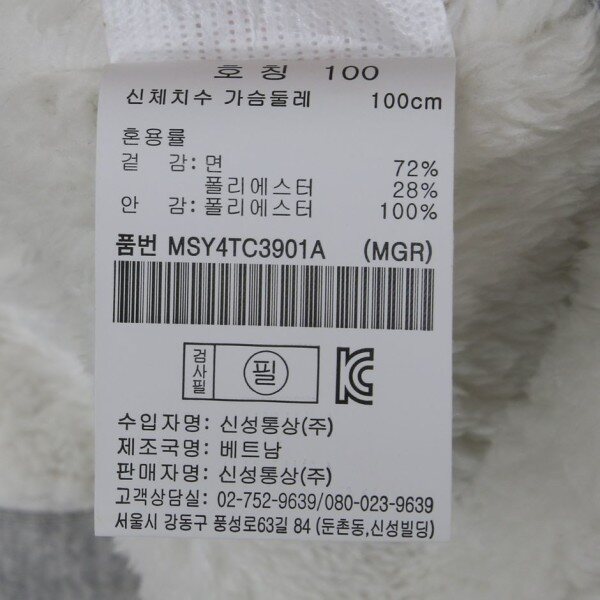 호 칭 100
신체치수 가슴둘레 100cm
혼용률
겉 감: 면 72%
폴리에스터 28%
안 감: 폴리에스터 100%
품번 MSY4TC3901A (MGR)
검사필 필 KC
수입자명: 신성통상(주)
제조국명: 베트남
판매자명: 신성통상(주)
고객상담실: 02-752-9639/080-023-9639
서울시 강동구 풍성로63길 84 (둔촌동,신성빌딩)